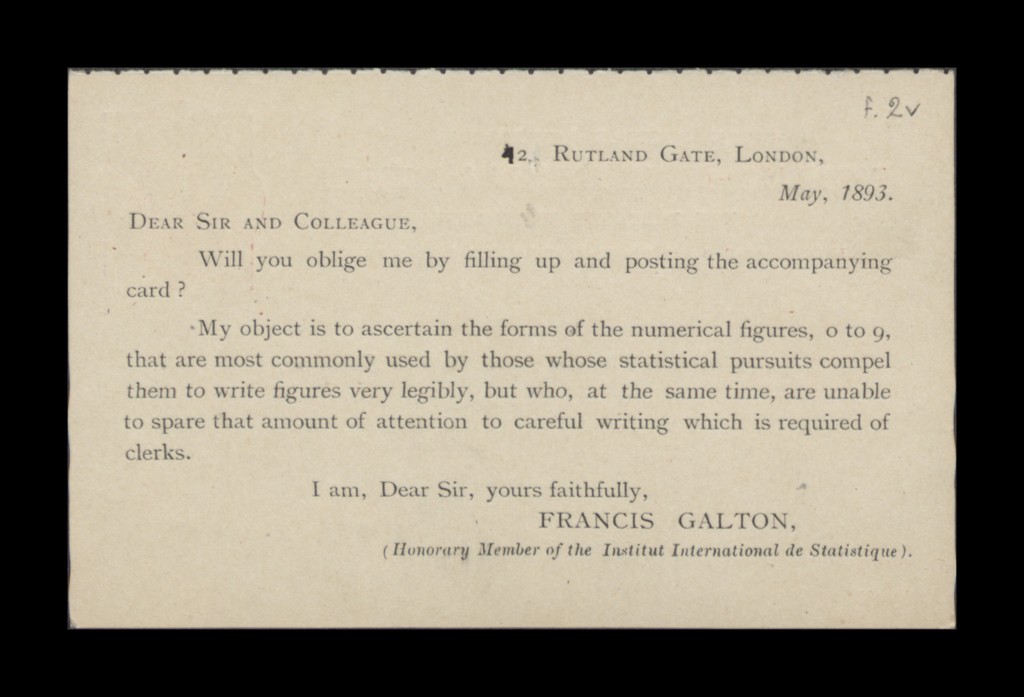 f. 2v
42, RUTLAND GATE, LONDON,
May, 1893.
DEAR SIR AND COLLEAGUE,
Will you oblige me by filling up and posting the accompanying
card ?
My object is to ascertain the forms of the numerical figures, 0 to 9,
that are most commonly used by those whose statistical pursuits compel
them to write figures very legibly, but who, at the same time, are unable
to spare that amount of attention to careful writing which is required of
clerks.
I am, Dear Sir, yours faithfully,
FRANCIS GALTON,
(Honorary Member of the Institut International de Statistique).